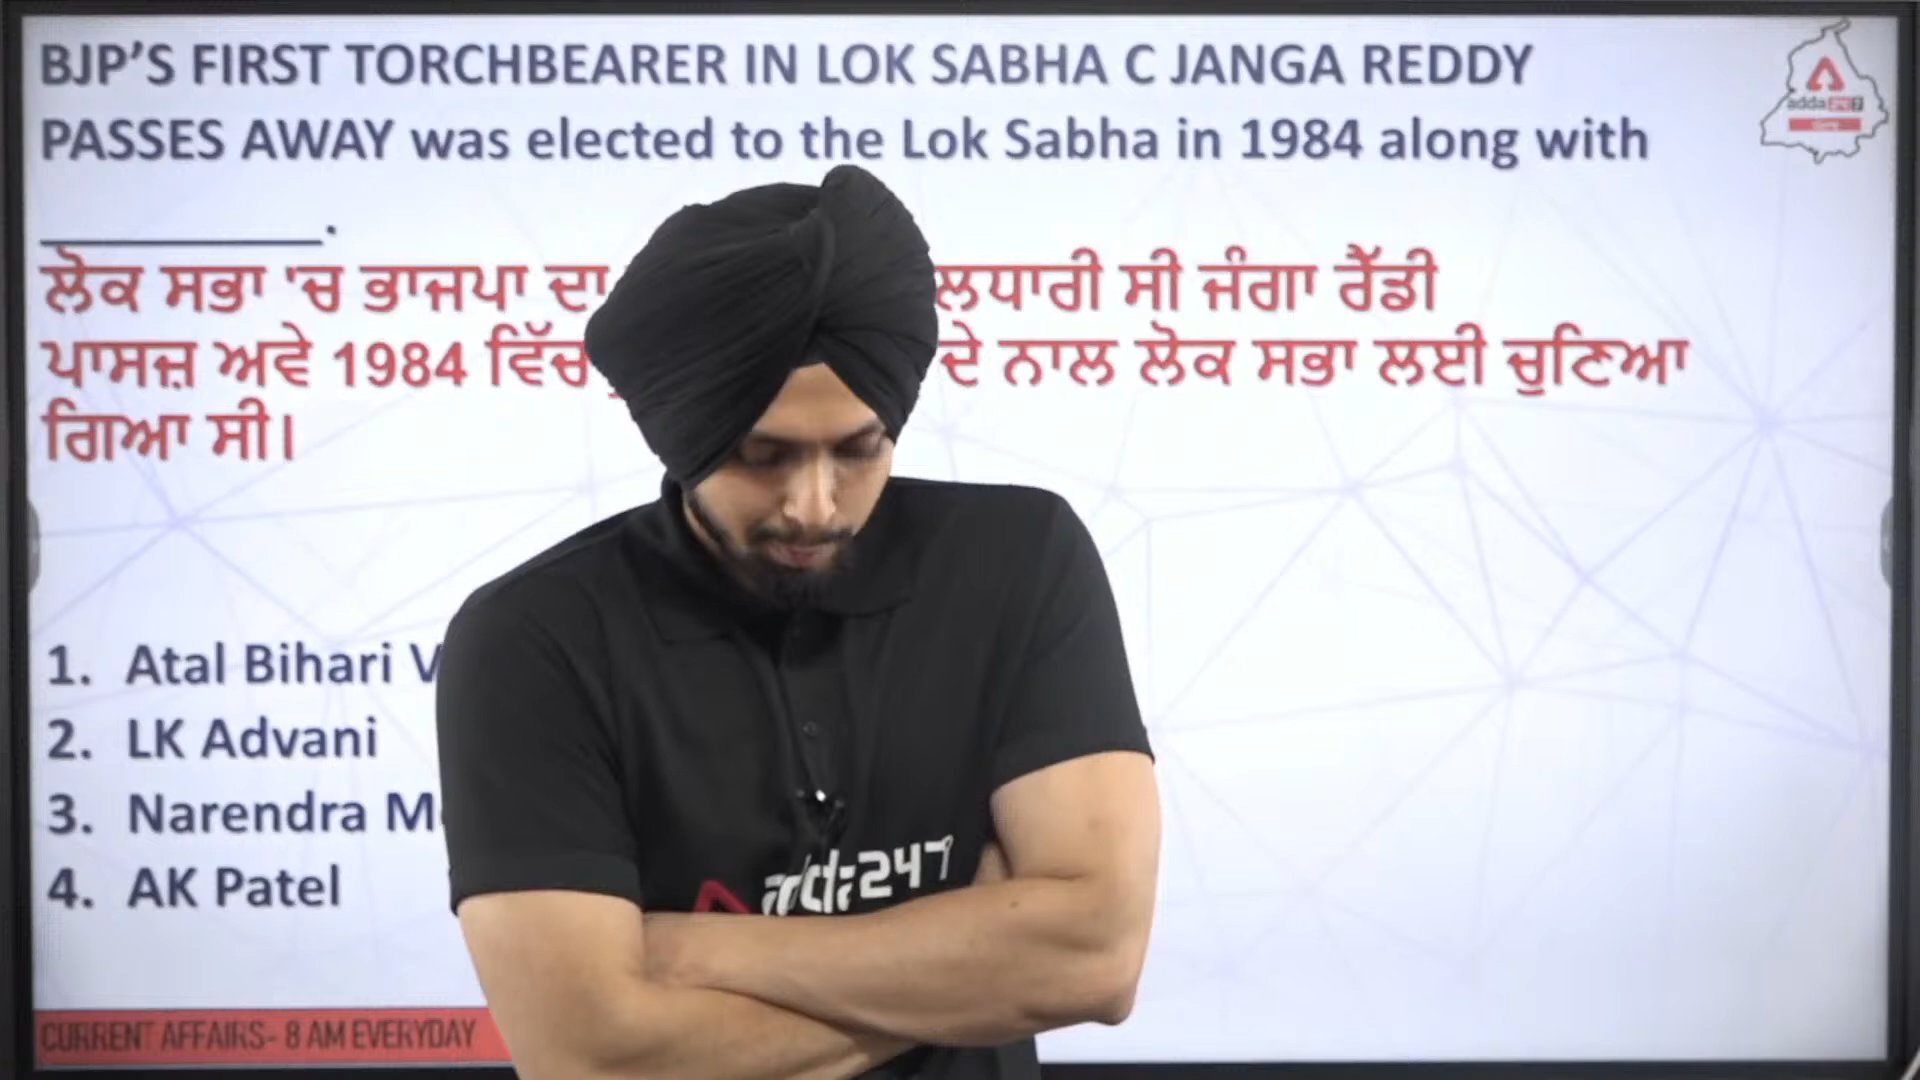 BJP’S FIRST TORCHBEARER IN LOK SABHA C JANGA REDDY
PASSES AWAY was elected to the Lok Sabha in 1984 along with
__________.
ਲੋਕ ਸਭਾ 'ਚ ਭਾਜਪਾ ਦਾ ਲਧਾਰੀ ਸੀ ਜੰਗਾ ਰੈੱਡੀ
ਪਾਸਜ਼ ਅਵੇ 1984 ਵਿੱਚ ਦੇ ਨਾਲ ਲੋਕ ਸਭਾ ਲਈ ਚੁਣਿਆ
ਗਿਆ ਸੀ।
1. Atal Bihari V
2. LK Advani
3. Narendra M
4. AK Patel
adda247
adda247
CURRENT AFFAIRS- 8 AM EVERYDAY